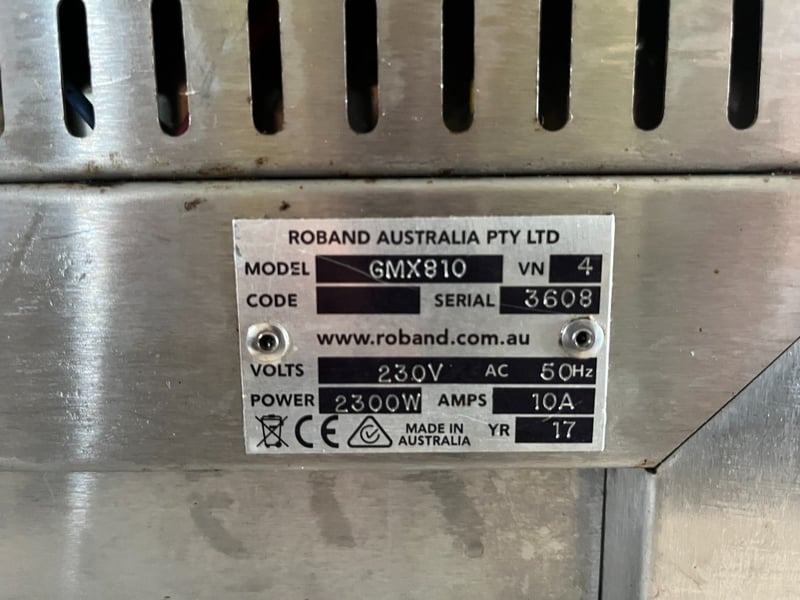 ROBAND AUSTRALIA PTY LTD
MODEL GMX810 VN 4
CODE SERIAL 3608
www.roband.com.au
VOLTS 230V AC 50Hz
POWER 2300W AMPS 10A
CE MADE IN AUSTRALIA YR 17